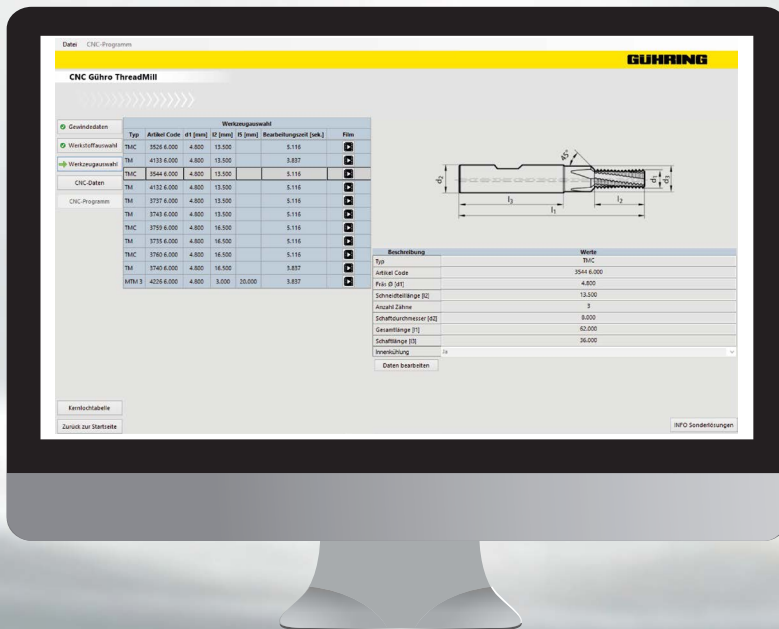 Datei CNC-Programm
GÜHRING
CNC Gühro ThreadMill
Gewindedaten
Werkstoffauswahl
Werkzeugauswahl
CNC-Daten
CNC-Programm
Werkzeugauswahl
Typ Artikel Code d1 [mm] l2 [mm] l5 [mm] Bearbeitungszeit [sek.] Film
TMC 3526 6.000 4.800 13.500 5.116
TM 4133 6.000 4.800 13.500 3.837
TMC 3544 6.000 4.800 13.500 5.116
TM 4132 6.000 4.800 13.500 5.116
TM 3737 6.000 4.800 13.500 5.116
TM 3743 6.000 4.800 13.500 5.116
TMC 3759 6.000 4.800 16.500 5.116
TM 3735 6.000 4.800 16.500 5.116
TMC 3760 6.000 4.800 16.500 5.116
TM 3740 6.000 4.800 16.500 3.837
MTM 3 4226 6.000 4.800 3.000 20.000 3.837
45°
d2
d1
d3
l3
l2
l1
Beschreibung Werte
Typ TMC
Artikel Code 3544 6.000
Fräs Ø [d1] 4.800
Schneidteillänge [l2] 13.500
Anzahl Zähne 3
Schaftdurchmesser [d2] 8.000
Gesamtlänge [l1] 62.000
Schaftlänge [l3] 36.000
Innenkühlung Ja
Daten bearbeiten
Kernlochtabelle
Zurück zur Startseite
INFO Sonderlösungen